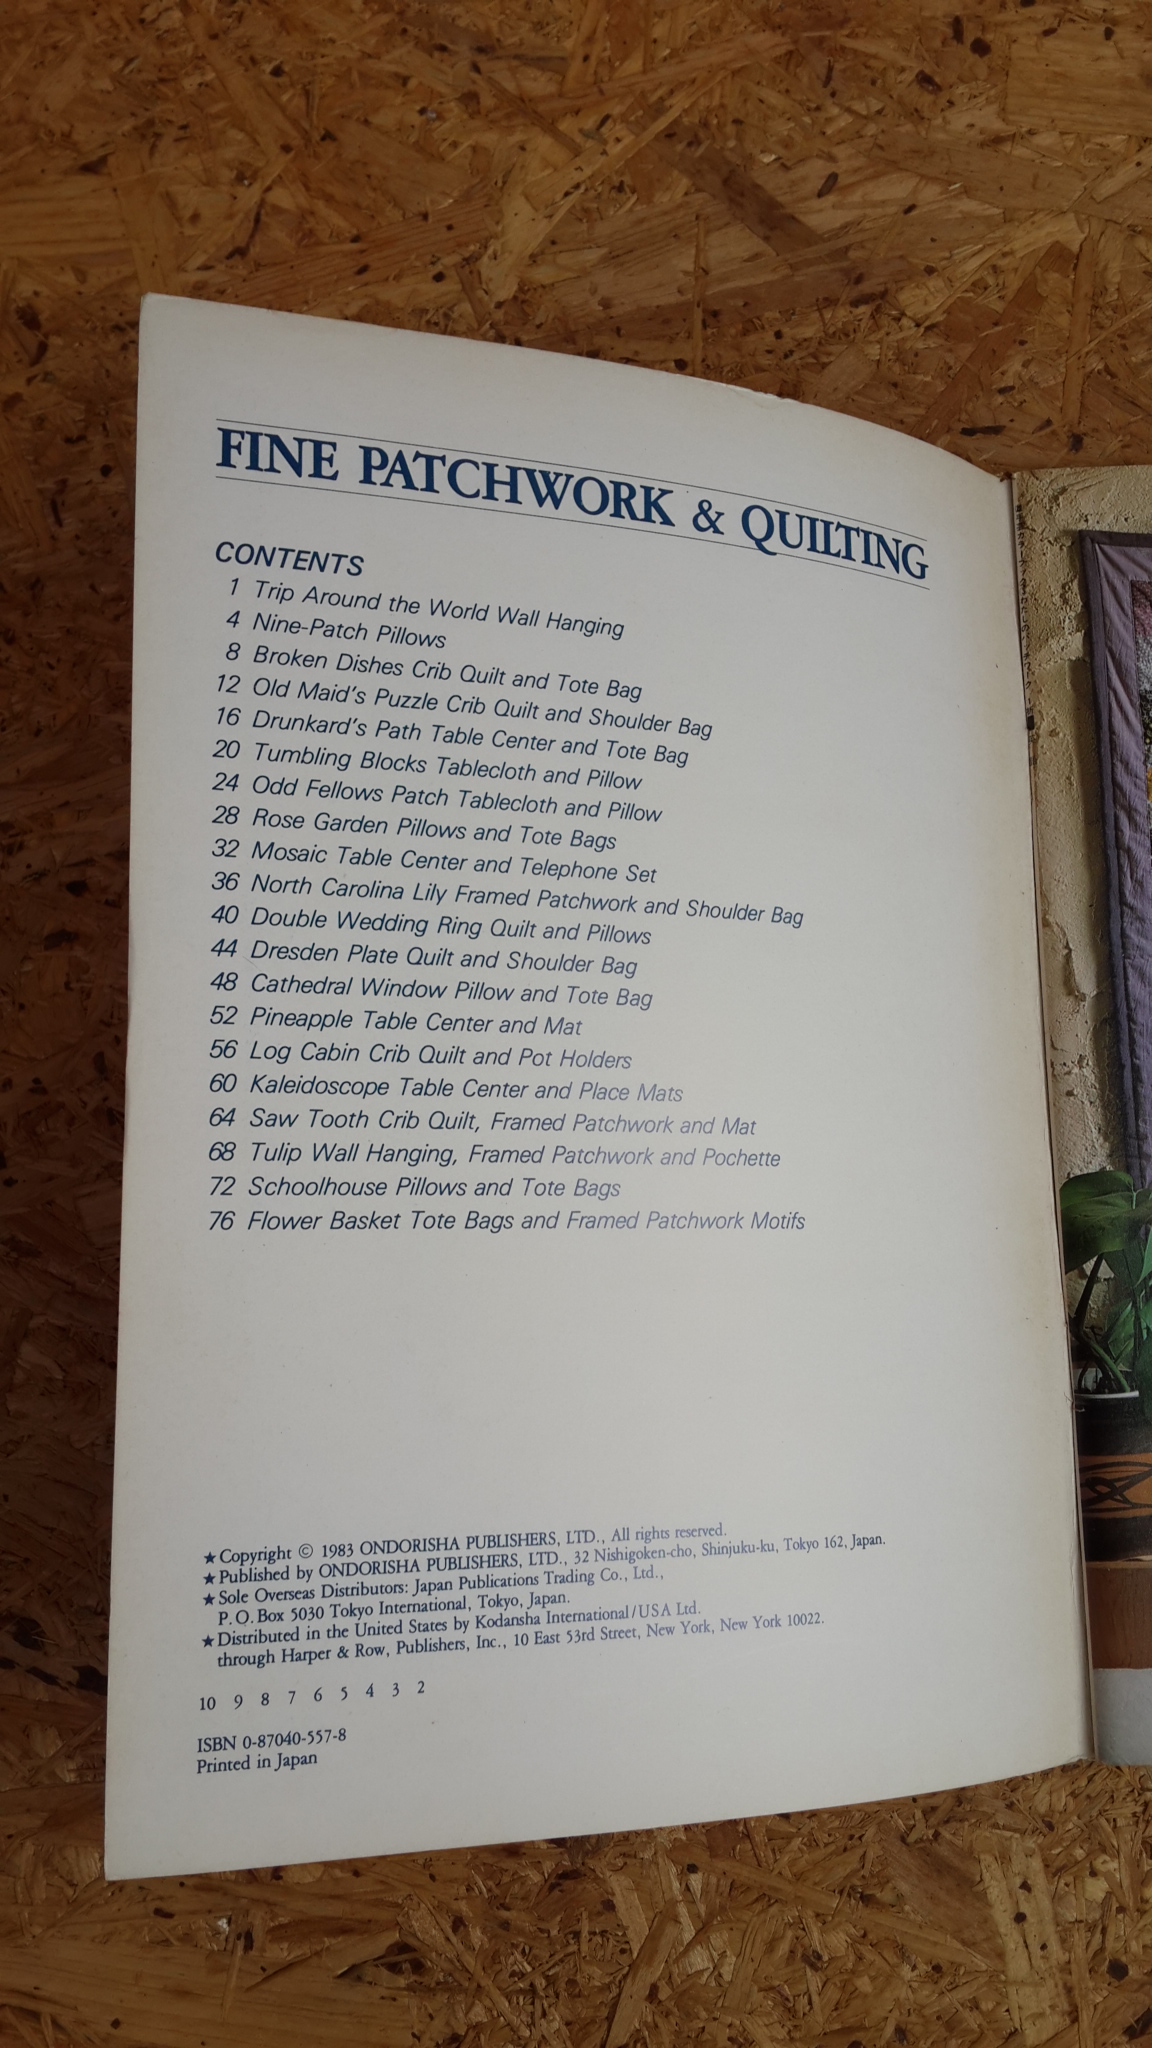 FINE PATCHWORK & QUILTING
CONTENTS
1 Trip Around the World Wall Hanging
4 Nine-Patch Pillows
8 Broken Dishes Crib Quilt and Tote Bag
12 Old Maid's Puzzle Crib Quilt and Shoulder Bag
16 Drunkard's Path Table Center and Tote Bag
20 Tumbling Blocks Tablecloth and Pillow
24 Odd Fellows Patch Tablecloth and Pillow
28 Rose Garden Pillows and Tote Bags
32 Mosaic Table Center and Telephone Set
36 North Carolina Lily Framed Patchwork and Shoulder Bag
40 Double Wedding Ring Quilt and Pillows
44 Dresden Plate Quilt and Shoulder Bag
48 Cathedral Window Pillow and Tote Bag
52 Pineapple Table Center and Mat
56 Log Cabin Crib Quilt and Pot Holders
60 Kaleidoscope Table Center and Place Mats
64 Saw Tooth Crib Quilt, Framed Patchwork and Mat
68 Tulip Wall Hanging, Framed Patchwork and Pochette
72 Schoolhouse Pillows and Tote Bags
76 Flower Basket Tote Bags and Framed Patchwork Motifs
★ Copyright © 1983 ONDORISHA PUBLISHERS, LTD., All rights reserved.
★ Published by ONDORISHA PUBLISHERS, LTD., 32 Nishigoken-cho, Shinjuku-ku, Tokyo 162, Japan.
★ Sole Overseas Distributors: Japan Publications Trading Co., Ltd.,
P. O. Box 5030 Tokyo International, Tokyo, Japan.
★ Distributed in the United States by Kodansha International/USA Ltd.
through Harper & Row, Publishers, Inc., 10 East 53rd Street, New York, New York 10022.
10 9 8 7 6 5 4 3 2
ISBN 0-87040-557-8
Printed in Japan